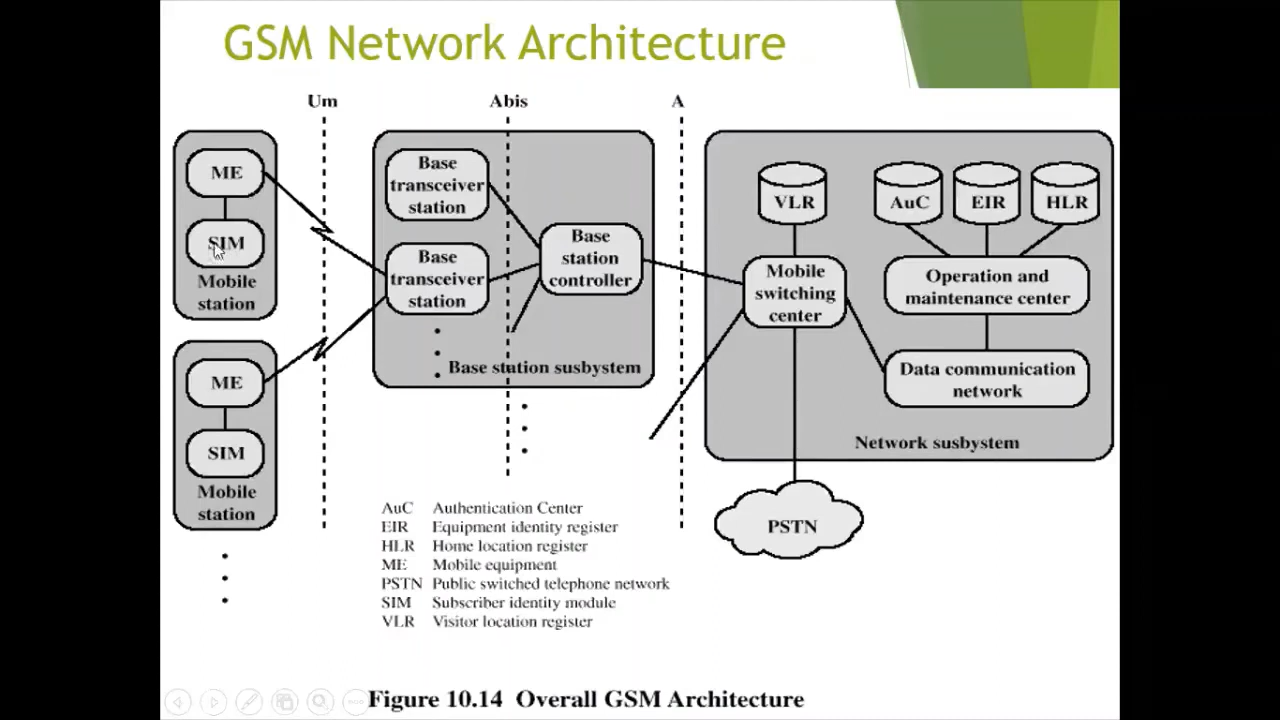 GSM Network Architecture
Um
Abis
A
ME
SIM
Mobile
station
ME
SIM
Mobile
station
Base
transceiver
station
Base
transceiver
station
Base
station
controller
Base station susbystem
VLR
AuC
EIR
HLR
Mobile
switching
center
Operation and
maintenance center
Data communication
network
Network susbystem
PSTN
AuC Authentication Center
EIR Equipment identity register
HLR Home location register
ME Mobile equipment
PSTN Public switched telephone network
SIM Subscriber identity module
VLR Visitor location register
Figure 10.14 Overall GSM Architecture